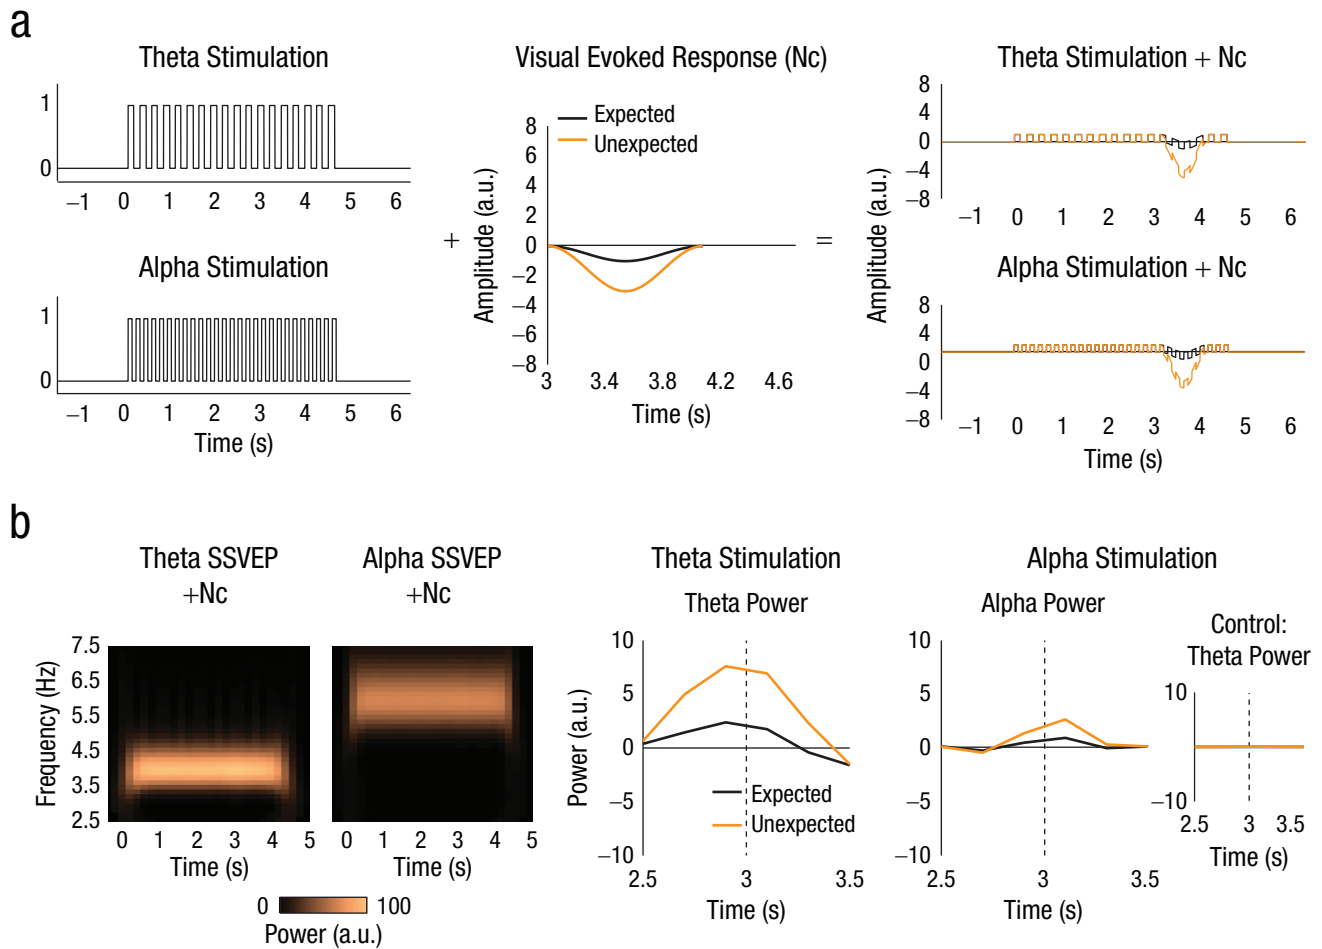 a
Theta Stimulation
1
0
−1 0 1 2 3 4 5 6
Alpha Stimulation
1
0
−1 0 1 2 3 4 5 6
Time (s)
+
Visual Evoked Response (Nc)
Expected
Unexpected
8
6
4
2
0
−2
−4
−6
−8
Amplitude (a.u.)
3 3.4 3.8 4.2 4.6
Time (s)
=
Theta Stimulation + Nc
8
4
0
−4
−8
−1 0 1 2 3 4 5 6
Amplitude (a.u.)
Alpha Stimulation + Nc
8
4
0
−4
−8
−1 0 1 2 3 4 5 6
Time (s)
b
Theta SSVEP
+Nc
7.5
6.5
5.5
4.5
3.5
2.5
Frequency (Hz)
0 1 2 3 4 5
Time (s)
Alpha SSVEP
+Nc
0 1 2 3 4 5
Time (s)
0 100
Power (a.u.)
Theta Stimulation
Theta Power
10
5
0
−5
−10
Power (a.u.)
Expected
Unexpected
2.5 3 3.5
Time (s)
Alpha Stimulation
Alpha Power
10
5
0
−5
−10
2.5 3 3.5
Time (s)
Control:
Theta Power
10
−10
2.5 3 3.5
Time (s)